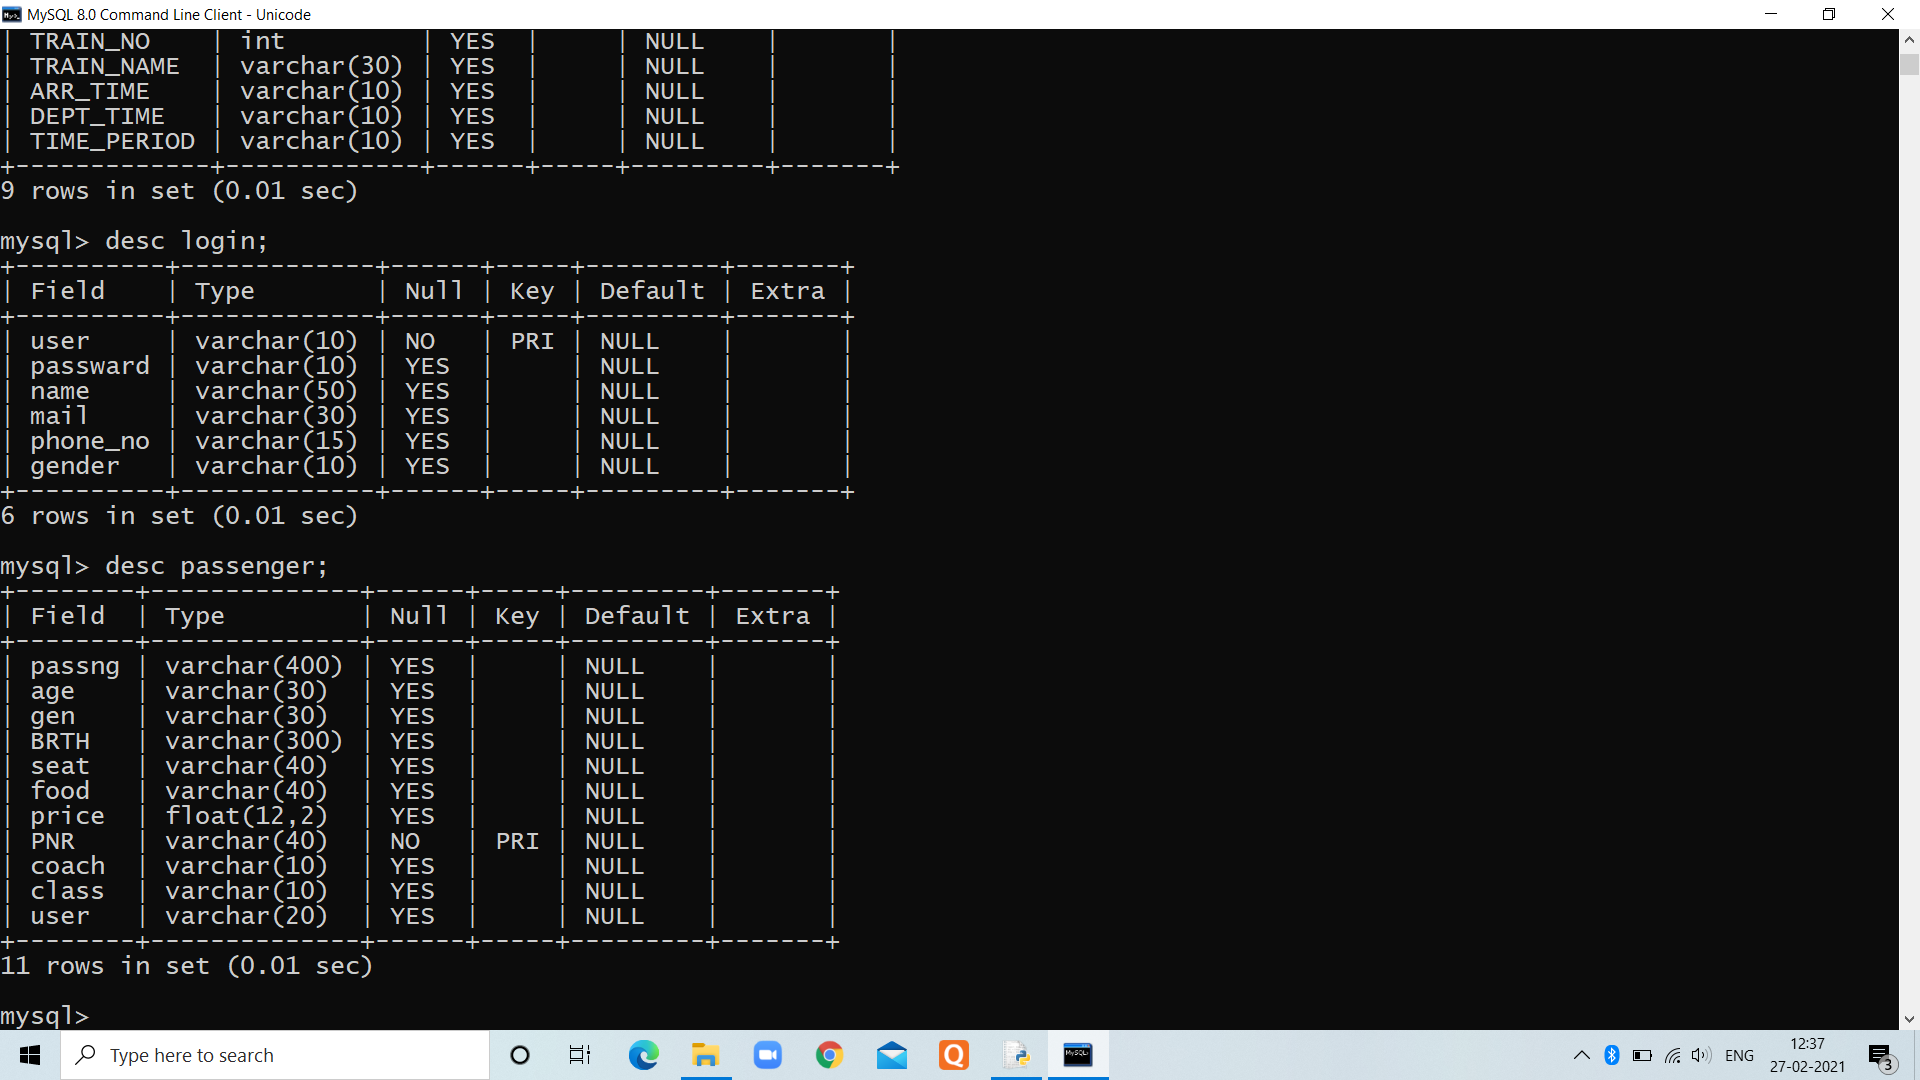 MySQL 8.0 Command Line Client - Unicode
| TRAIN_NO    | int         | YES  |     | NULL    |       |
| TRAIN_NAME  | varchar(30) | YES  |     | NULL    |       |
| ARR_TIME    | varchar(10) | YES  |     | NULL    |       |
| DEPT_TIME   | varchar(10) | YES  |     | NULL    |       |
| TIME_PERIOD | varchar(10) | YES  |     | NULL    |       |
+-------------+-------------+------+-----+---------+-------+
9 rows in set (0.01 sec)
mysql> desc login;
+----------+-------------+------+-----+---------+-------+
| Field    | Type        | Null | Key | Default | Extra |
+----------+-------------+------+-----+---------+-------+
| user     | varchar(10) | NO   | PRI | NULL    |       |
| passward | varchar(10) | YES  |     | NULL    |       |
| name     | varchar(50) | YES  |     | NULL    |       |
| mail     | varchar(30) | YES  |     | NULL    |       |
| phone_no | varchar(15) | YES  |     | NULL    |       |
| gender   | varchar(10) | YES  |     | NULL    |       |
+----------+-------------+------+-----+---------+-------+
6 rows in set (0.01 sec)
mysql> desc passenger;
+--------+--------------+------+-----+---------+-------+
| Field  | Type         | Null | Key | Default | Extra |
+--------+--------------+------+-----+---------+-------+
| passng | varchar(400) | YES  |     | NULL    |       |
| age    | varchar(30)  | YES  |     | NULL    |       |
| gen    | varchar(30)  | YES  |     | NULL    |       |
| BRTH   | varchar(300) | YES  |     | NULL    |       |
| seat   | varchar(40)  | YES  |     | NULL    |       |
| food   | varchar(40)  | YES  |     | NULL    |       |
| price  | float(12,2)  | YES  |     | NULL    |       |
| PNR    | varchar(40)  | NO   | PRI | NULL    |       |
| coach  | varchar(10)  | YES  |     | NULL    |       |
| class  | varchar(10)  | YES  |     | NULL    |       |
| user   | varchar(20)  | YES  |     | NULL    |       |
+--------+--------------+------+-----+---------+-------+
11 rows in set (0.01 sec)
mysql>
Type here to search
ENG
12:37
27-02-2021
3